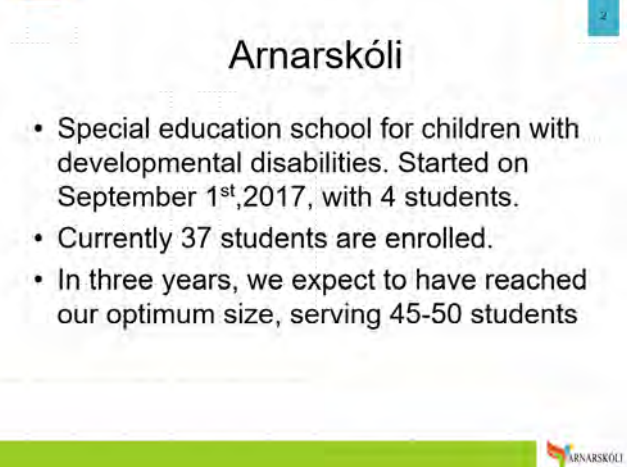 2
Arnarskóli
• Special education school for children with
developmental disabilities. Started on
September 1st,2017, with 4 students.
• Currently 37 students are enrolled.
• In three years, we expect to have reached
our optimum size, serving 45-50 students
ARNARSKÓLI